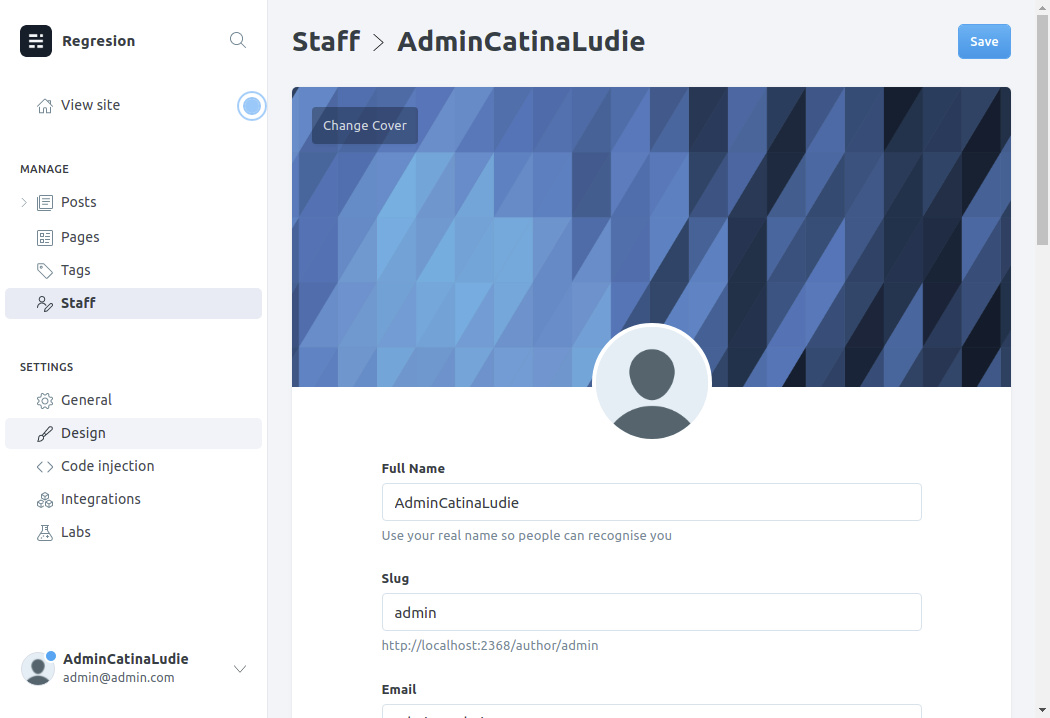 Regresion
View site
MANAGE
Posts
Pages
Tags
Staff
SETTINGS
General
Design
Code injection
Integrations
Labs
AdminCatinaLudie
admin@admin.com
Staff > AdminCatinaLudie
Save
Change Cover
Full Name
AdminCatinaLudie
Use your real name so people can recognise you
Slug
admin
http://localhost:2368/author/admin
Email